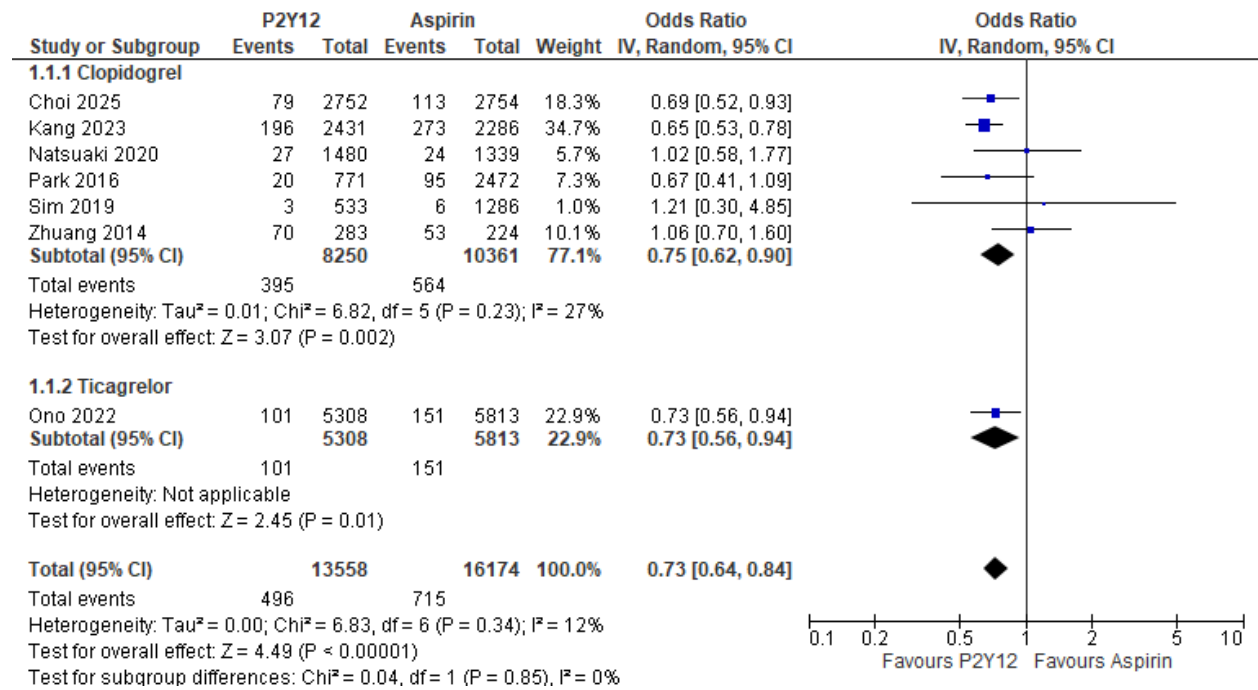 P2Y12 Aspirin Odds Ratio Odds Ratio
Study or Subgroup Events Total Events Total Weight IV, Random, 95% CI IV, Random, 95% CI
1.1.1 Clopidogrel
Choi 2025 79 2752 113 2754 18.3% 0.69 [0.52, 0.93]
Kang 2023 196 2431 273 2286 34.7% 0.65 [0.53, 0.78]
Natsuaki 2020 27 1480 24 1339 5.7% 1.02 [0.58, 1.77]
Park 2016 20 771 95 2472 7.3% 0.67 [0.41, 1.09]
Sim 2019 3 533 6 1286 1.0% 1.21 [0.30, 4.85]
Zhuang 2014 70 283 53 224 10.1% 1.06 [0.70, 1.60]
Subtotal (95% CI) 8250 10361 77.1% 0.75 [0.62, 0.90]
Total events 395 564
Heterogeneity: Tau² = 0.01; Chi² = 6.82, df = 5 (P = 0.23); I² = 27%
Test for overall effect: Z = 3.07 (P = 0.002)
1.1.2 Ticagrelor
Ono 2022 101 5308 151 5813 22.9% 0.73 [0.56, 0.94]
Subtotal (95% CI) 5308 5813 22.9% 0.73 [0.56, 0.94]
Total events 101 151
Heterogeneity: Not applicable
Test for overall effect: Z = 2.45 (P = 0.01)
Total (95% CI) 13558 16174 100.0% 0.73 [0.64, 0.84]
Total events 496 715
Heterogeneity: Tau² = 0.00; Chi² = 6.83, df = 6 (P = 0.34); I² = 12%
Test for overall effect: Z = 4.49 (P < 0.00001)
Test for subgroup differences: Chi² = 0.04, df = 1 (P = 0.85), I² = 0%
0.1 0.2 0.5 1 2 5 10
Favours P2Y12 Favours Aspirin